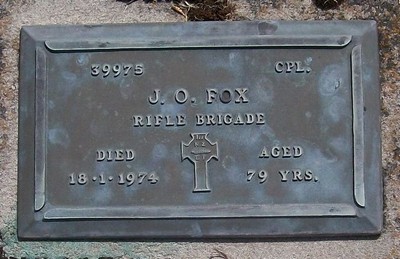 39975 CPL.
J. O. FOX
RIFLE BRIGADE
DIED AGED
18·1·1974 79 YRS.